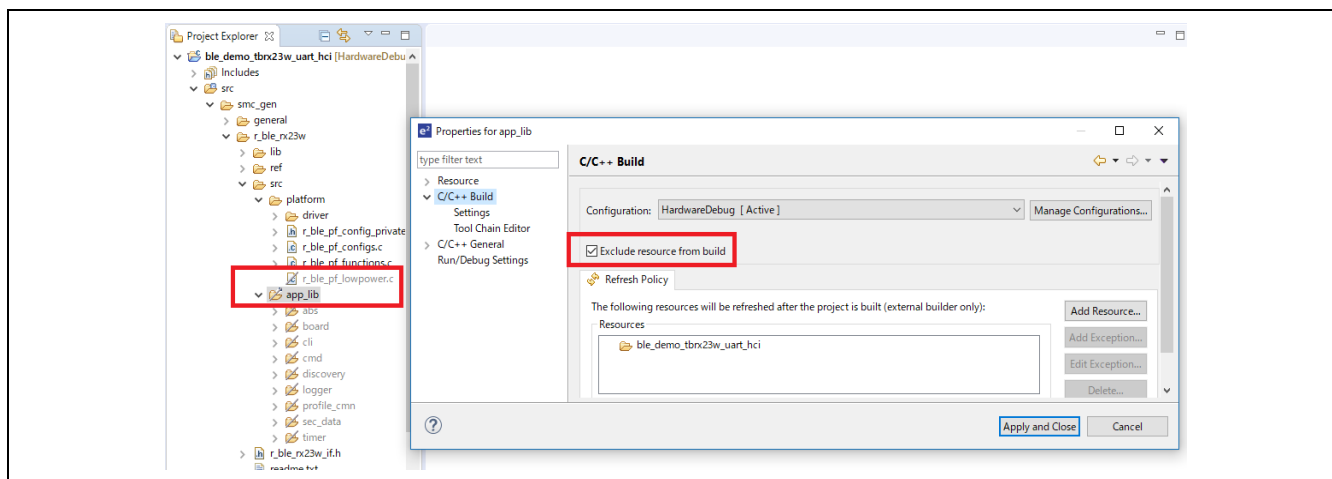 Project Explorer
ble_demo_tbrx23w_uart_hci [HardwareDebu
Includes
src
smc_gen
general
r_ble_rx23w
lib
ref
src
platform
driver
r_ble_pf_config_private
r_ble_pf_configs.c
r_ble_pf_functions.c
r_ble_pf_lowpower.c
app_lib
abs
board
cli
cmd
discovery
logger
profile_cmn
sec_data
timer
r_ble_rx23w_if.h
readme.txt
e² Properties for app_lib
type filter text
Resource
C/C++ Build
Settings
Tool Chain Editor
C/C++ General
Run/Debug Settings
C/C++ Build
Configuration: HardwareDebug [ Active ] Manage Configurations...
Exclude resource from build
Refresh Policy
The following resources will be refreshed after the project is built (external builder only):
Resources
ble_demo_tbrx23w_uart_hci
Add Resource...
Add Exception...
Edit Exception...
Delete...
Apply and Close Cancel